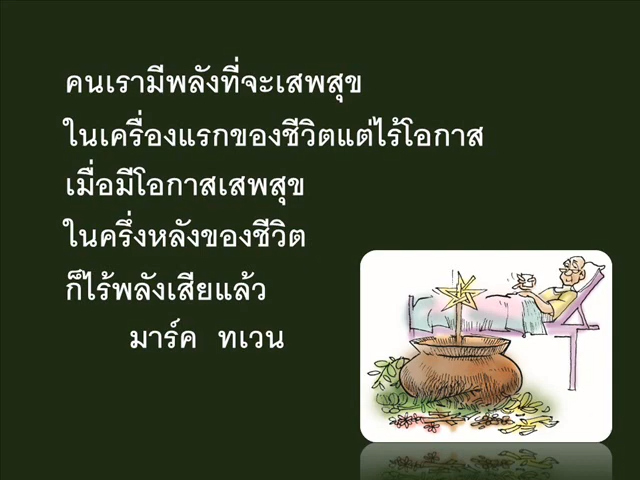 คนเรามีพลังที่จะเสพสุข
ในเครื่องแรกของชีวิตแต่ไร้โอกาส
เมื่อมีโอกาสเสพสุข
ในครึ่งหลังของชีวิต
ก็ไร้พลังเสียแล้ว
มาร์ค ทเวน